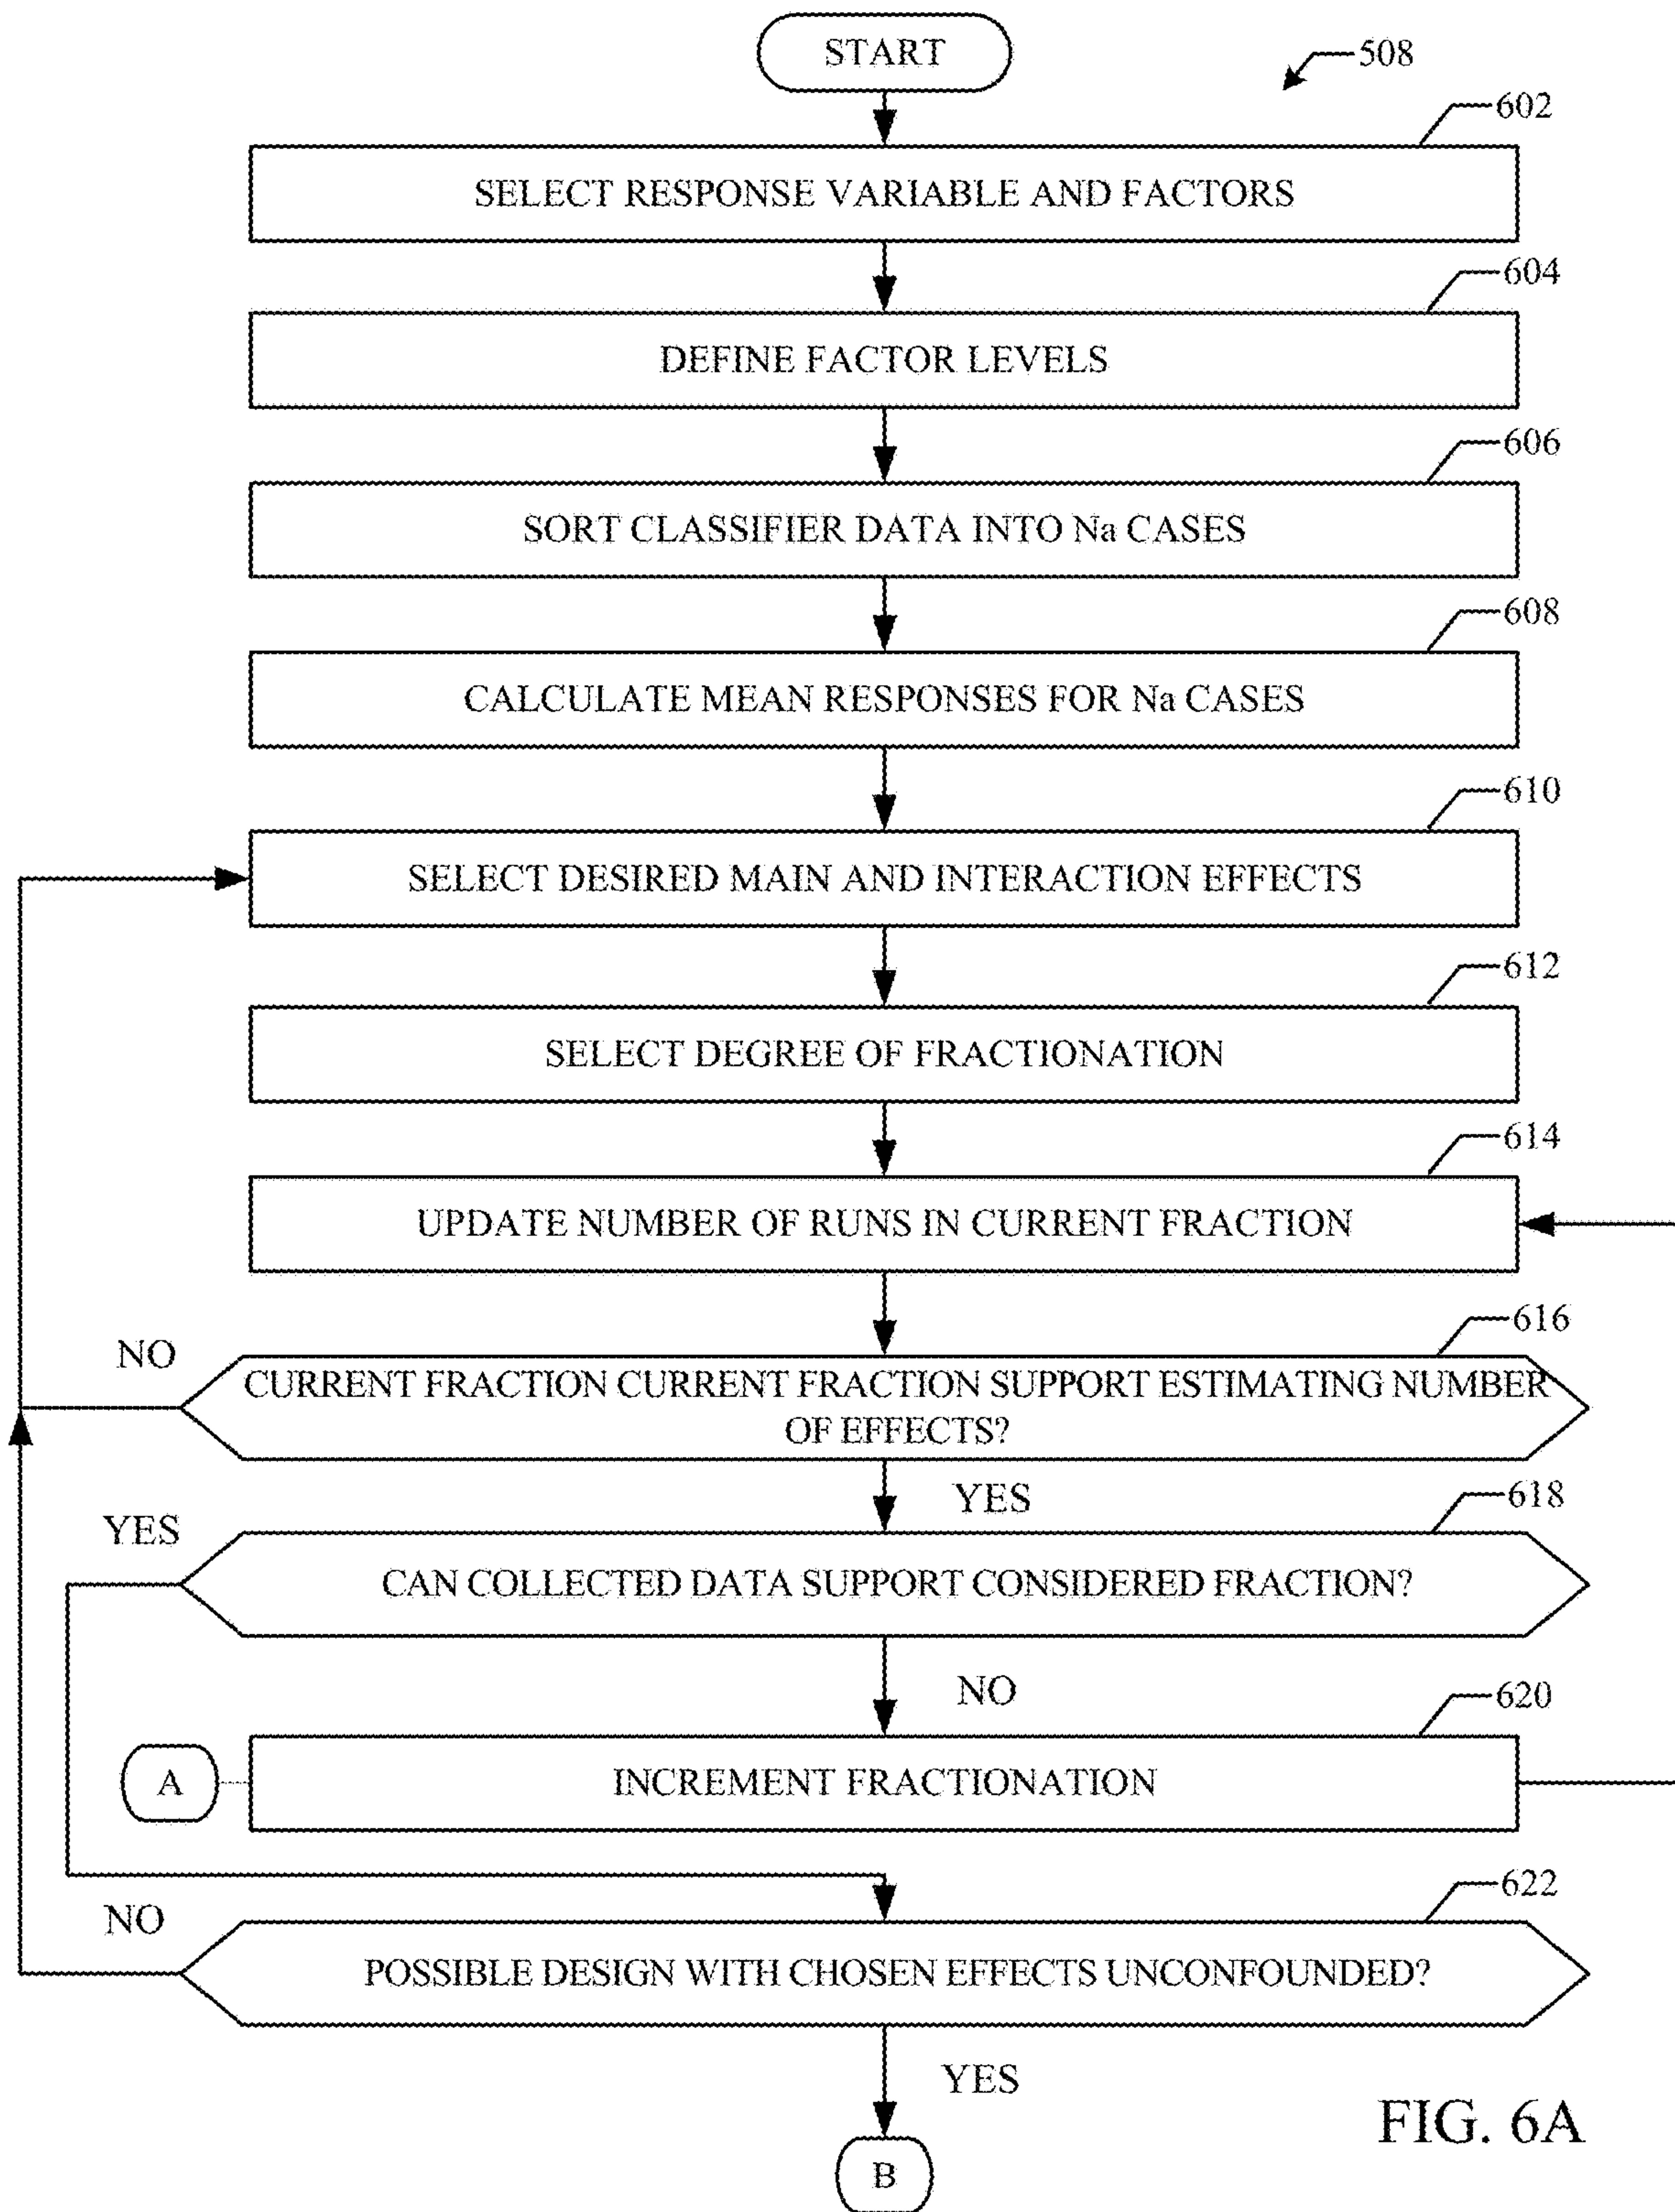 START
508
602
SELECT RESPONSE VARIABLE AND FACTORS
604
DEFINE FACTOR LEVELS
606
SORT CLASSIFIER DATA INTO Na CASES
608
CALCULATE MEAN RESPONSES FOR Na CASES
610
SELECT DESIRED MAIN AND INTERACTION EFFECTS
612
SELECT DEGREE OF FRACTIONATION
614
UPDATE NUMBER OF RUNS IN CURRENT FRACTION
616
NO
CURRENT FRACTION CURRENT FRACTION SUPPORT ESTIMATING NUMBER
OF EFFECTS?
YES
618
YES
CAN COLLECTED DATA SUPPORT CONSIDERED FRACTION?
NO
620
A
INCREMENT FRACTIONATION
622
NO
POSSIBLE DESIGN WITH CHOSEN EFFECTS UNCONFOUNDED?
YES
FIG. 6A
B